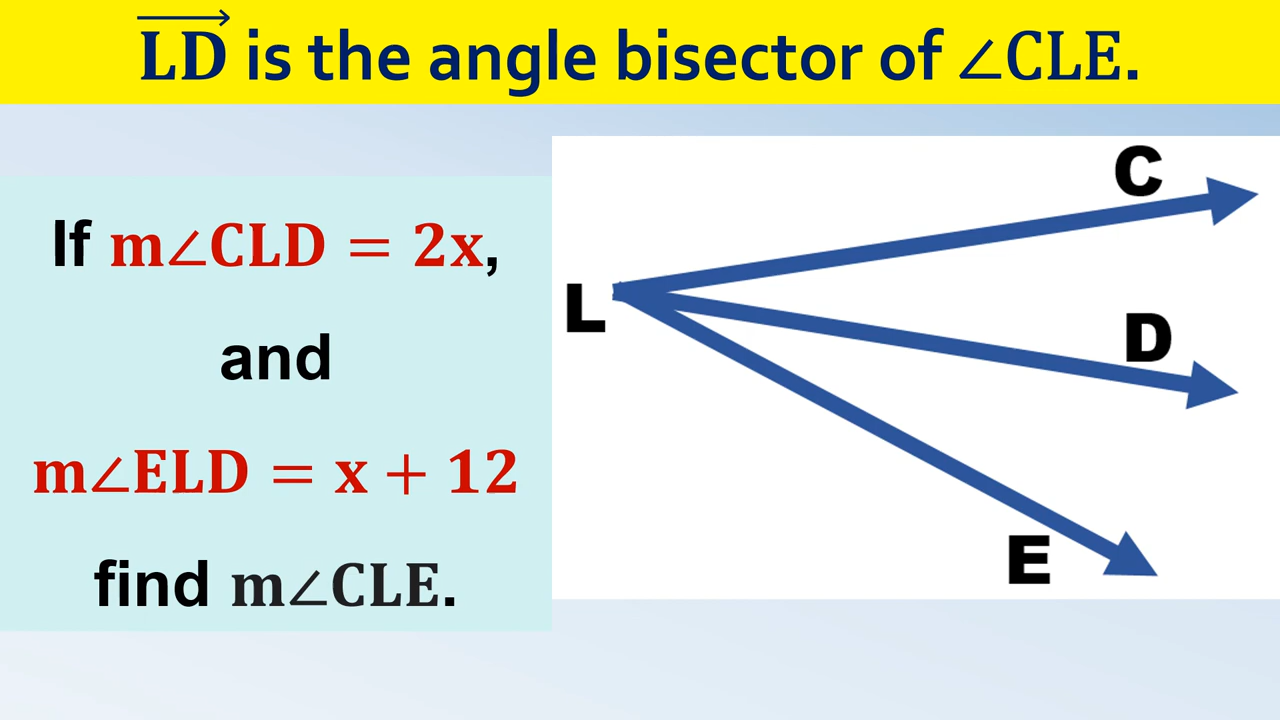 LD is the angle bisector of ∠CLE.
If m∠CLD = 2x,
and
m∠ELD = x + 12
find m∠CLE.
C
L
D
E